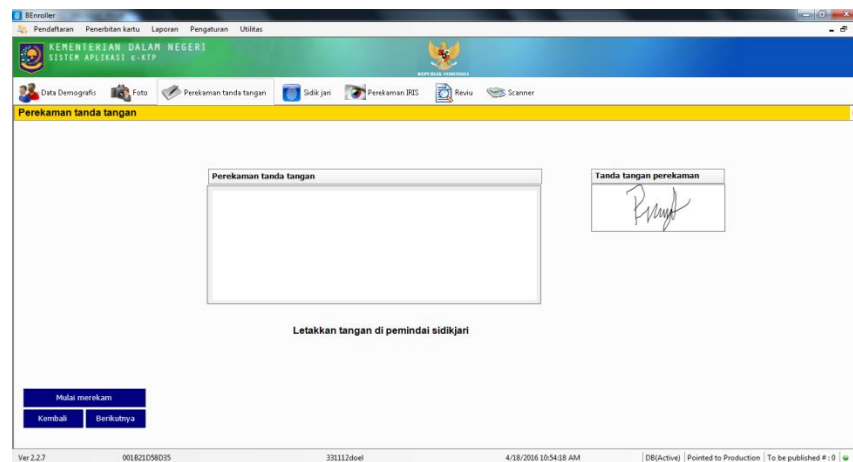 BEnroller
Pendaftaran Penerbitan kartu Laporan Pengaturan Utilitas
KEMENTERIAN DALAM NEGERI
SISTEM APLIKASI e-KTP
REPUBLIK INDONESIA
Data Demografis Foto Perekaman tanda tangan Sidik jari Perekaman IRIS Reviu Scanner
Perekaman tanda tangan
Perekaman tanda tangan
Tanda tangan perekaman
Letakkan tangan di pemindai sidikjari
Mulai merekam
Kembali Berikutnya
Ver 2.2.7 001B21D58D35 331112doel 4/18/2016 10:54:18 AM DB(Active) Pointed to Production To be published # : 0